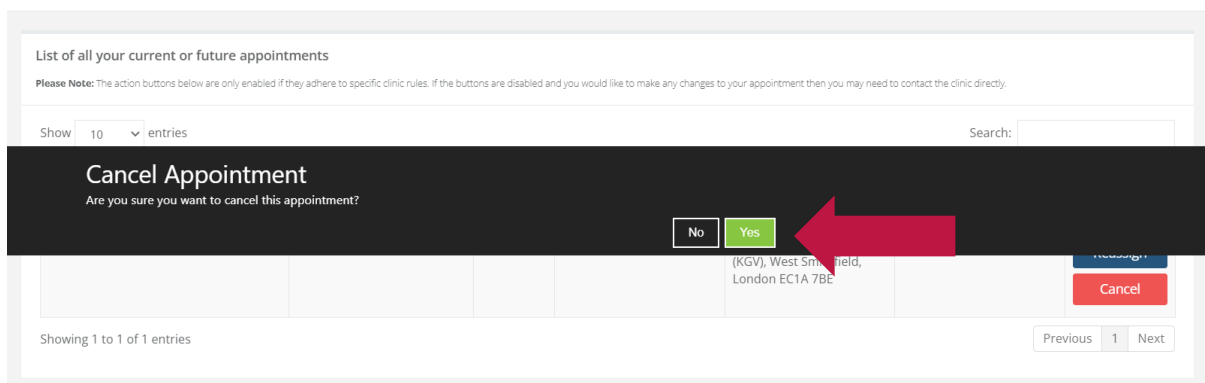 List of all your current or future appointments
Please Note: The action buttons below are only enabled if they adhere to specific clinic rules. If the buttons are disabled and you would like to make any changes to your appointment then you may need to contact the clinic directly.
Show 10 entries Search:
Cancel Appointment
Are you sure you want to cancel this appointment?
No Yes
(KGV), West
London EC1A 7BE
Cancel
Showing 1 to 1 of 1 entries Previous 1 Next